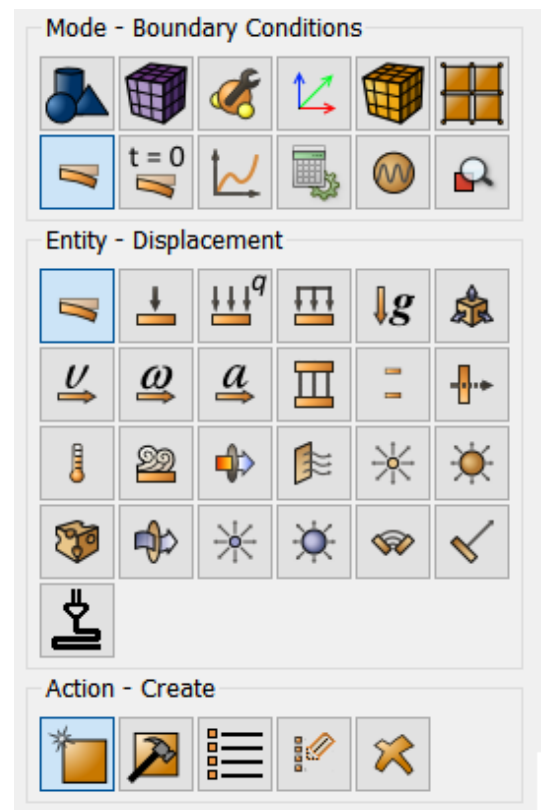 Mode - Boundary Conditions
t = 0
Entity - Displacement
q
g
υ ω a
Action - Create